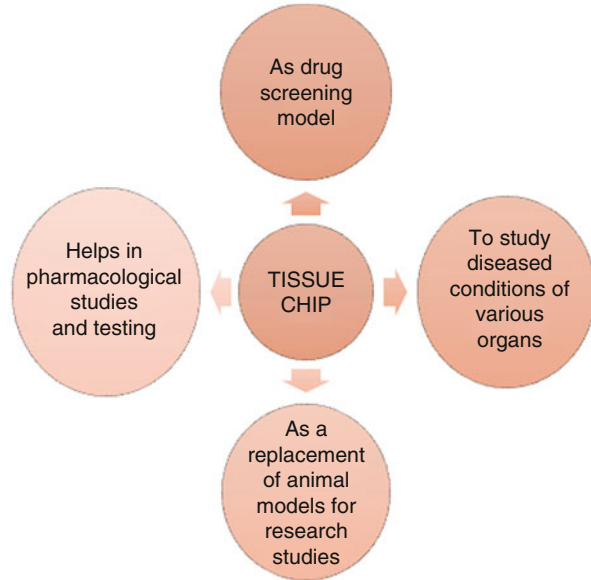 As drug
screening
model
Helps in
pharmacological
studies
and testing
TISSUE
CHIP
To study
diseased
conditions of
various
organs
As a
replacement
of animal
models for
research
studies